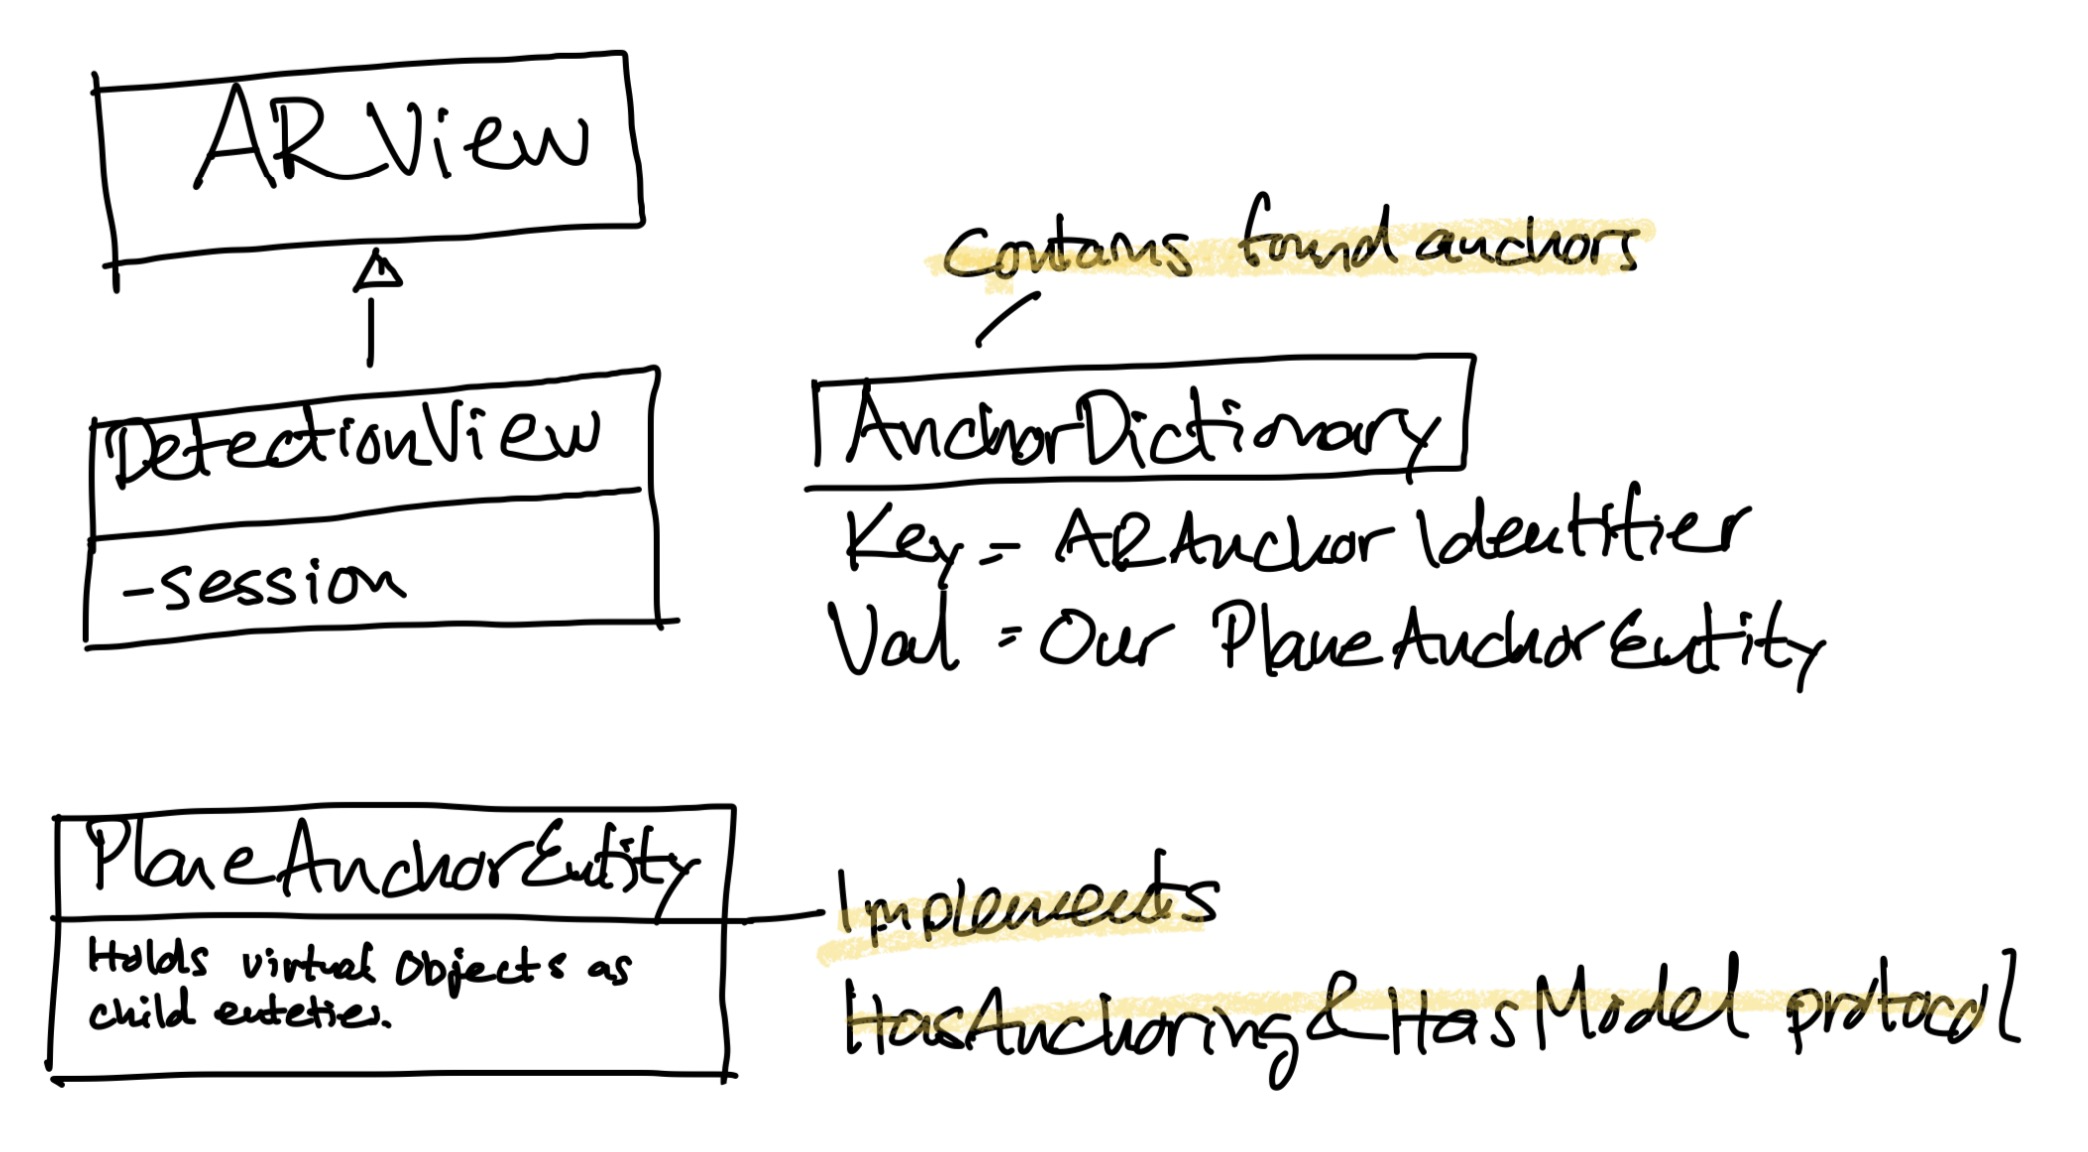 ARView
DetectionView
-session
Contains found anchors
AnchorDictionary
Key = ARAnchor Identifier
Val = Our PlaneAnchorEntity
PlaneAnchorEntity
Holds virtual objects as
child enteties.
Implements
HasAnchoring & HasModel protocol